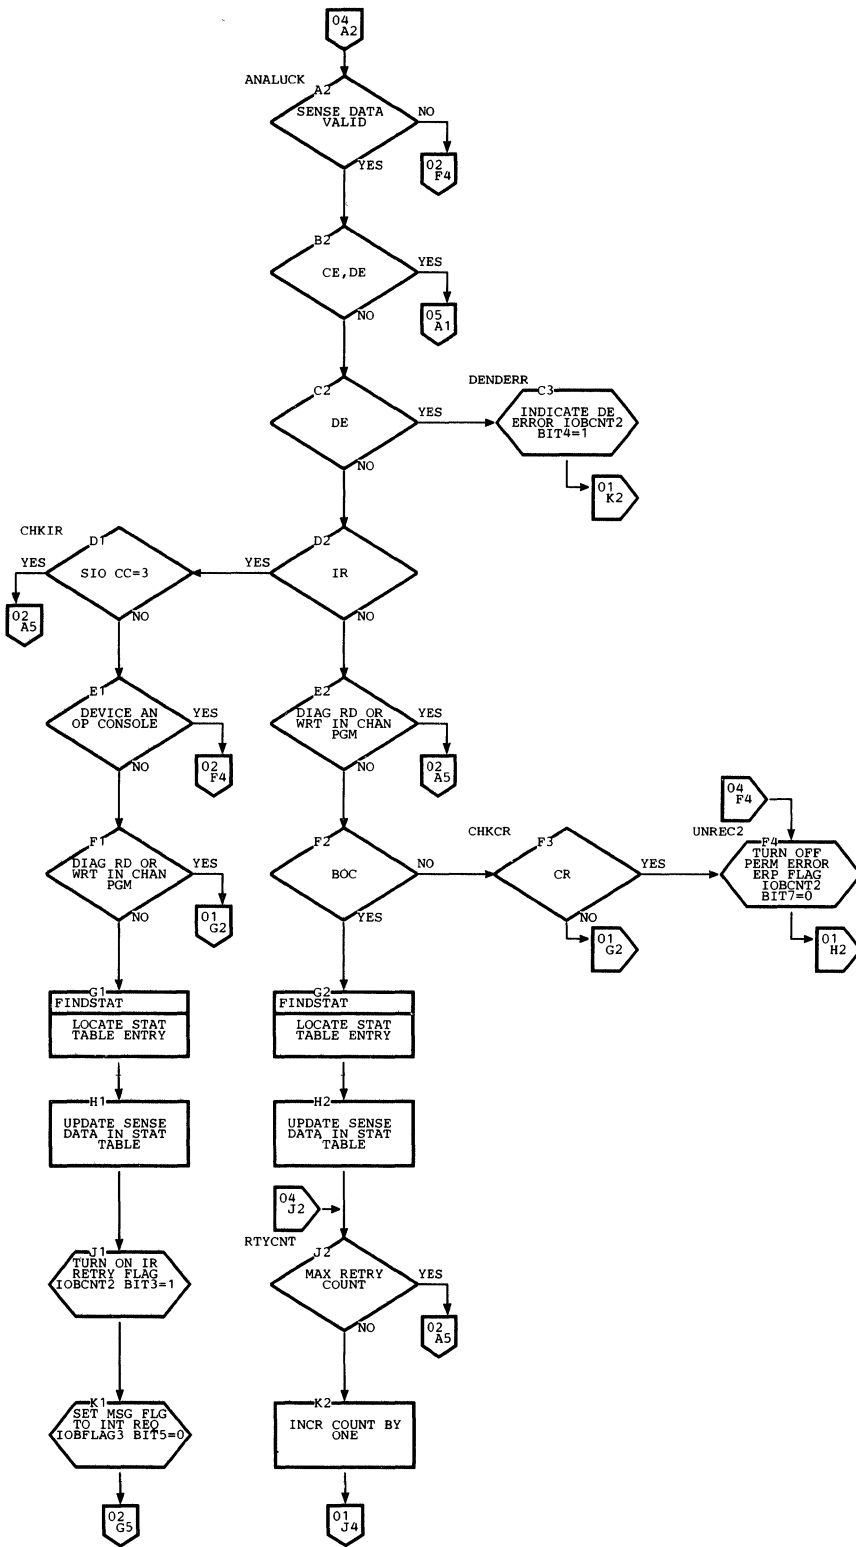 04
A2
ANALUCK
A2
SENSE DATA
VALID
NO
YES
02
F4
B2
CE,DE
YES
NO
05
A1
C2
DE
YES
NO
DENDERR
C3
INDICATE DE
ERROR IOBCNT2
BIT4=1
01
K2
CHKIR
D1
SIO CC=3
YES
NO
02
A5
D2
IR
YES
NO
E1
DEVICE AN
OP CONSOLE
YES
NO
02
F4
E2
DIAG RD OR
WRT IN CHAN
PGM
YES
NO
02
A5
F1
DIAG RD OR
WRT IN CHAN
PGM
YES
NO
01
G2
F2
BOC
NO
YES
CHKCR
F3
CR
YES
NO
01
G2
04
F4
UNREC2
F4
TURN OFF
PERM ERROR
ERP FLAG
IOBCNT2
BIT7=0
01
H2
G1
FINDSTAT
LOCATE STAT
TABLE ENTRY
G2
FINDSTAT
LOCATE STAT
TABLE ENTRY
H1
UPDATE SENSE
DATA IN STAT
TABLE
H2
UPDATE SENSE
DATA IN STAT
TABLE
04
J2
RTYCNT
J1
TURN ON IR
RETRY FLAG
IOBCNT2 BIT3=1
J2
MAX RETRY
COUNT
YES
NO
02
A5
K1
SET MSG FLG
TO INT REQ
IOBFLAG3 BIT5=0
K2
INCR COUNT BY
ONE
02
G5
01
J4